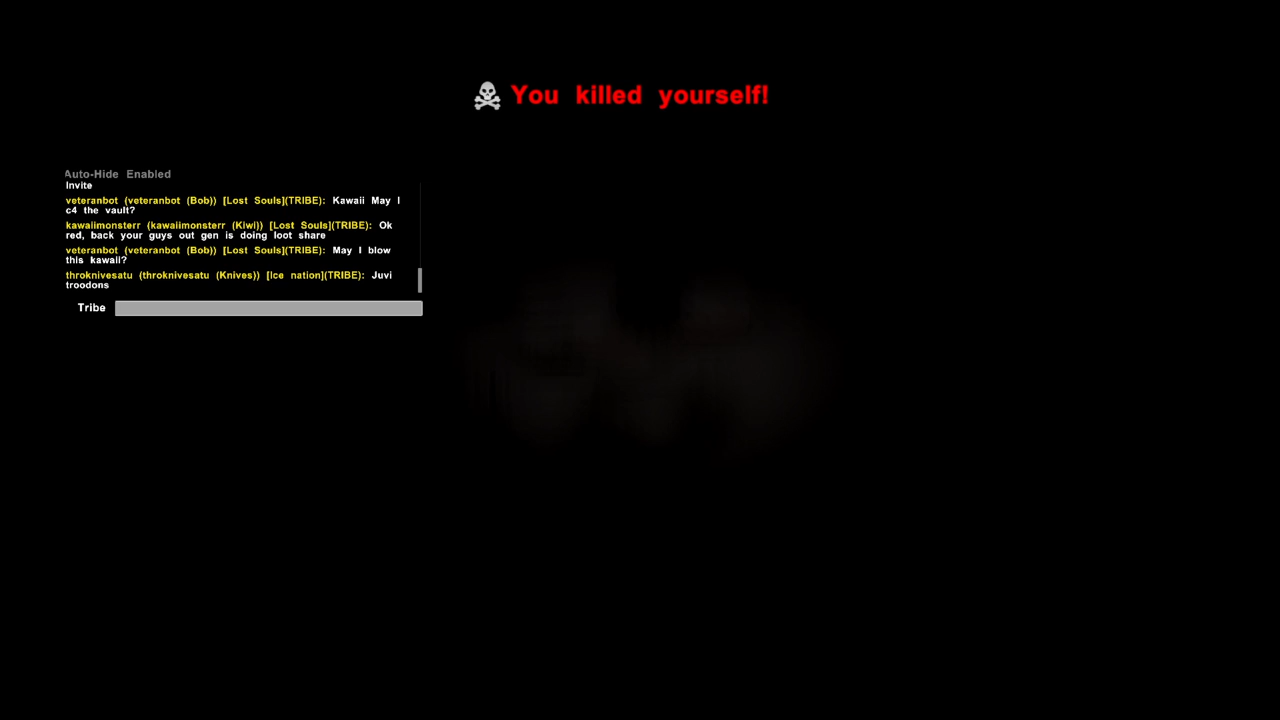 You killed yourself!
Auto-Hide Enabled
Invite
veteranbot (veteranbot (Bob)) [Lost Souls](TRIBE): Kawaii May I
c4 the vault?
kawaiimonsterr (kawaiimonsterr (Kiwi)) [Lost Souls](TRIBE): Ok
red, back your guys out gen is doing loot share
veteranbot (veteranbot (Bob)) [Lost Souls](TRIBE): May I blow
this kawaii?
throknivesatu (throknivesatu (Knives)) [Ice nation](TRIBE): Juvi
troodons
Tribe